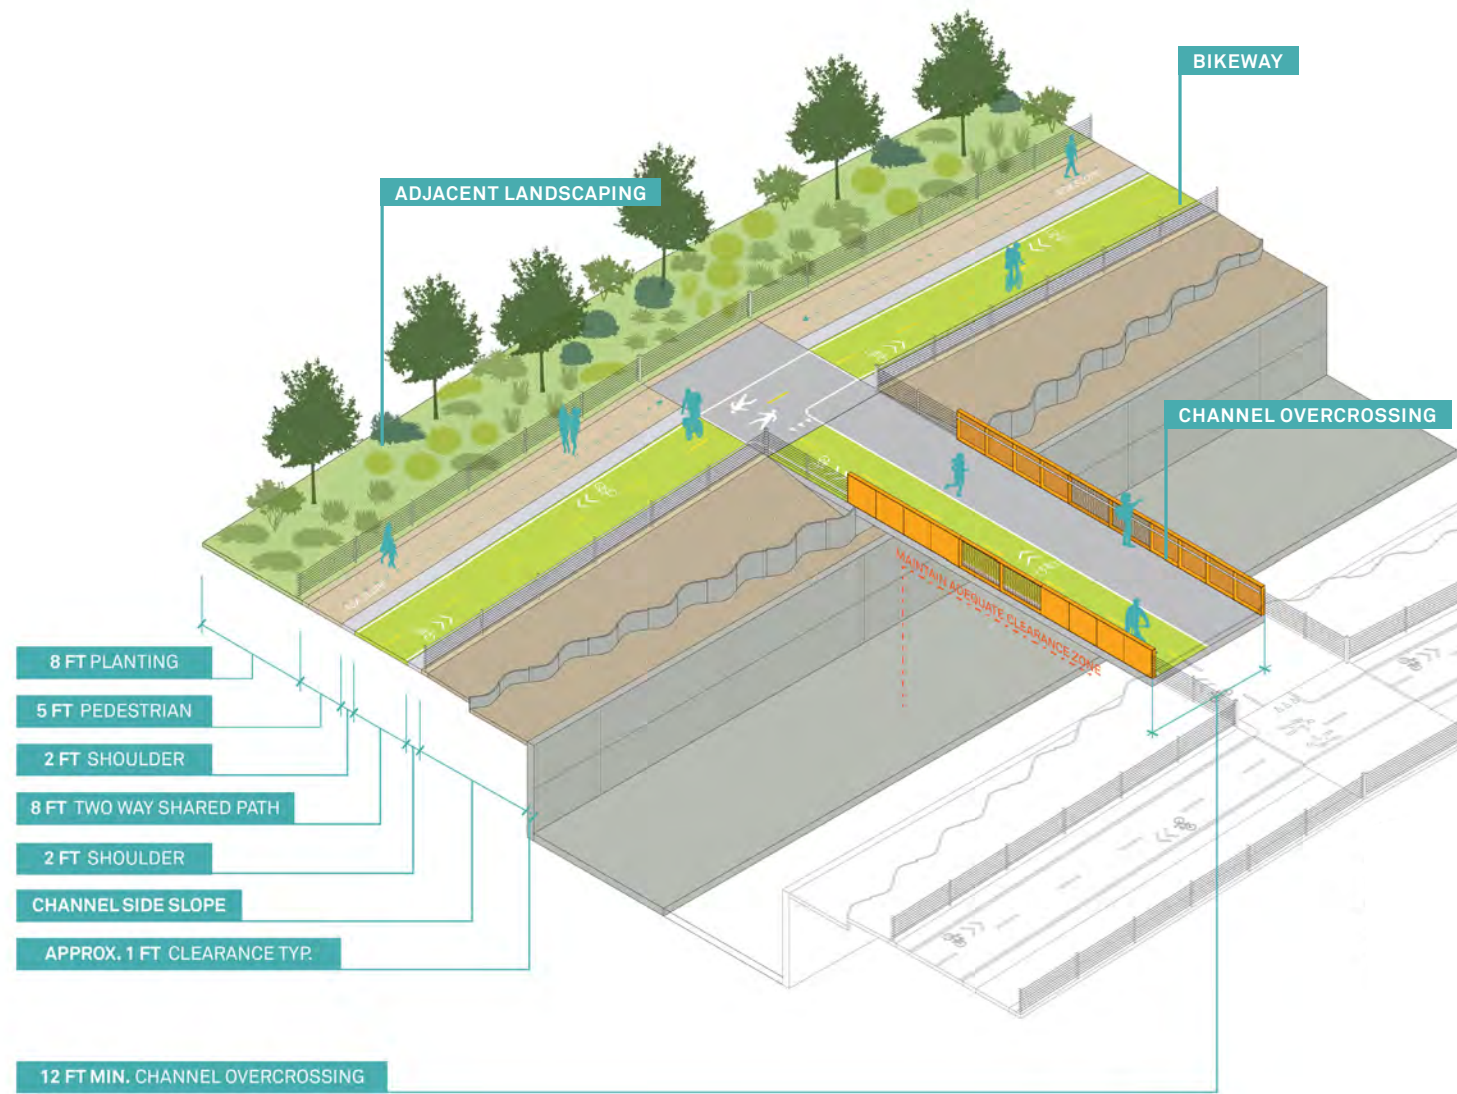 BIKEWAY
ADJACENT LANDSCAPING
CHANNEL OVERCROSSING
MAINTAIN ADEQUATE CLEARANCE ZONE
8 FT PLANTING
5 FT PEDESTRIAN
2 FT SHOULDER
8 FT TWO WAY SHARED PATH
2 FT SHOULDER
CHANNEL SIDE SLOPE
APPROX. 1 FT CLEARANCE TYP.
12 FT MIN. CHANNEL OVERCROSSING